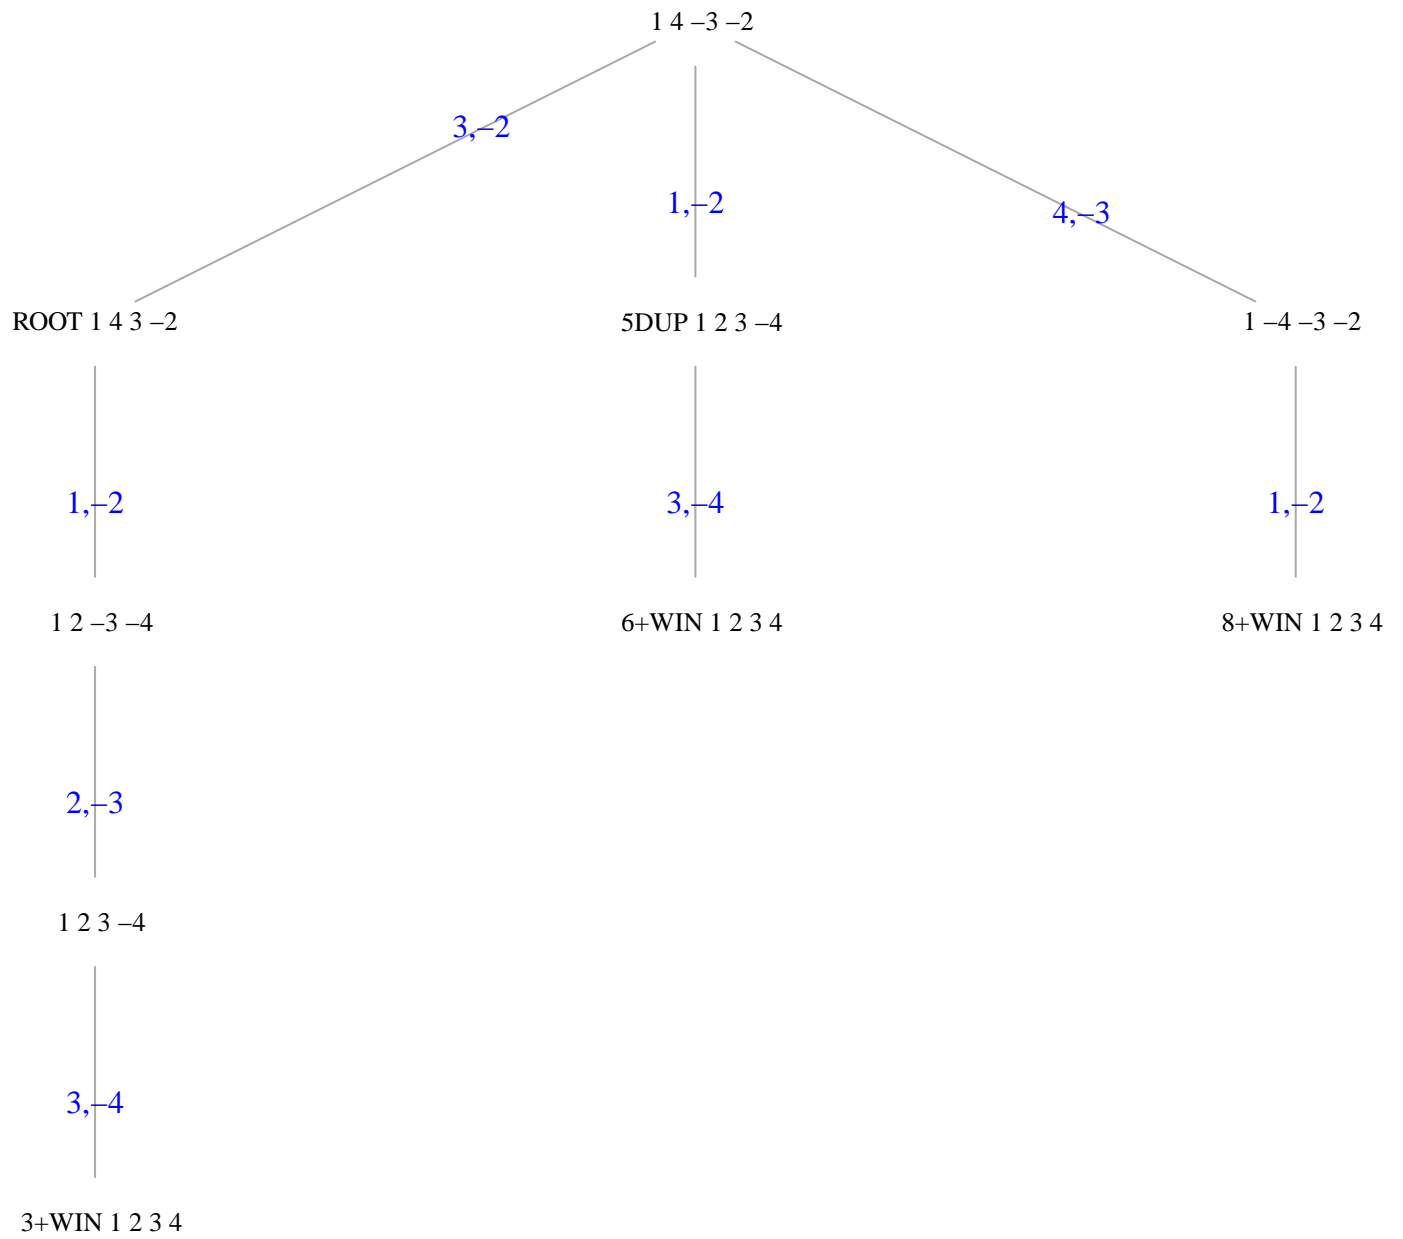 1 4 –3 –2
3,–2
1,–2
4,–3
ROOT 1 4 3 –2
5DUP 1 2 3 –4
1 –4 –3 –2
1,–2
3,–4
1,–2
1 2 –3 –4
6+WIN 1 2 3 4
8+WIN 1 2 3 4
2,–3
1 2 3 –4
3,–4
3+WIN 1 2 3 4